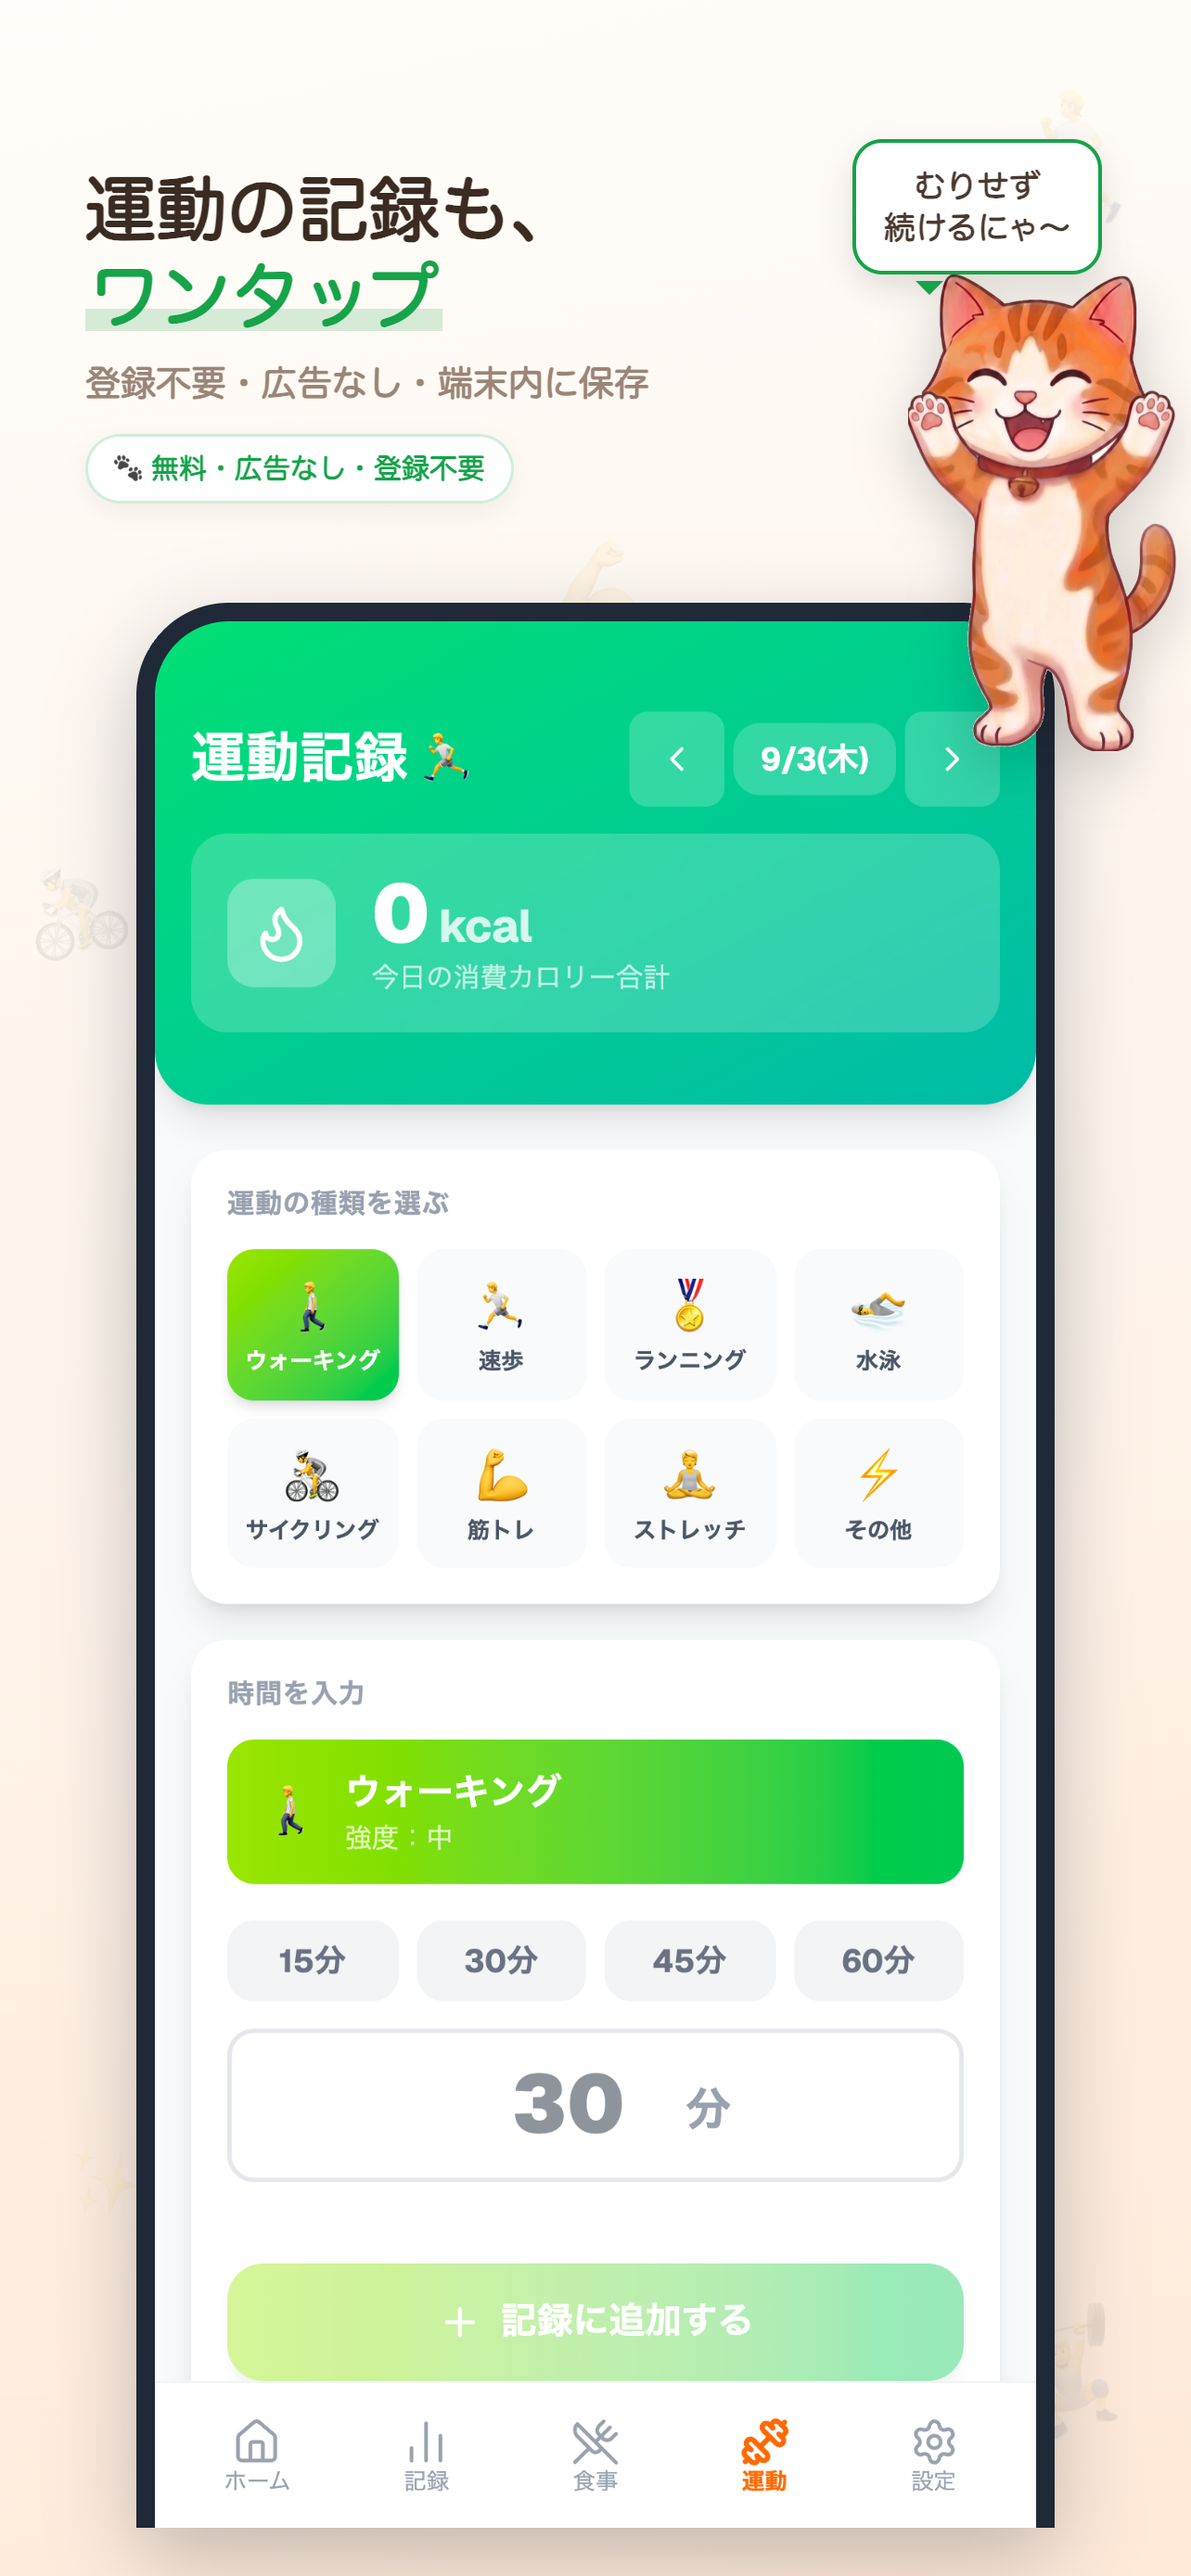 運動の記録も、
ワンタップ
登録不要・広告なし・端末内に保存
無料・広告なし・登録不要
むりせず
続けるにゃ〜
運動記録
9/3(木)
0 kcal
今日の消費カロリー合計
運動の種類を選ぶ
ウォーキング
速歩
ランニング
水泳
サイクリング
筋トレ
ストレッチ
その他
時間を入力
ウォーキング
強度：中
15分
30分
45分
60分
30 分
＋ 記録に追加する
ホーム
記録
食事
運動
設定